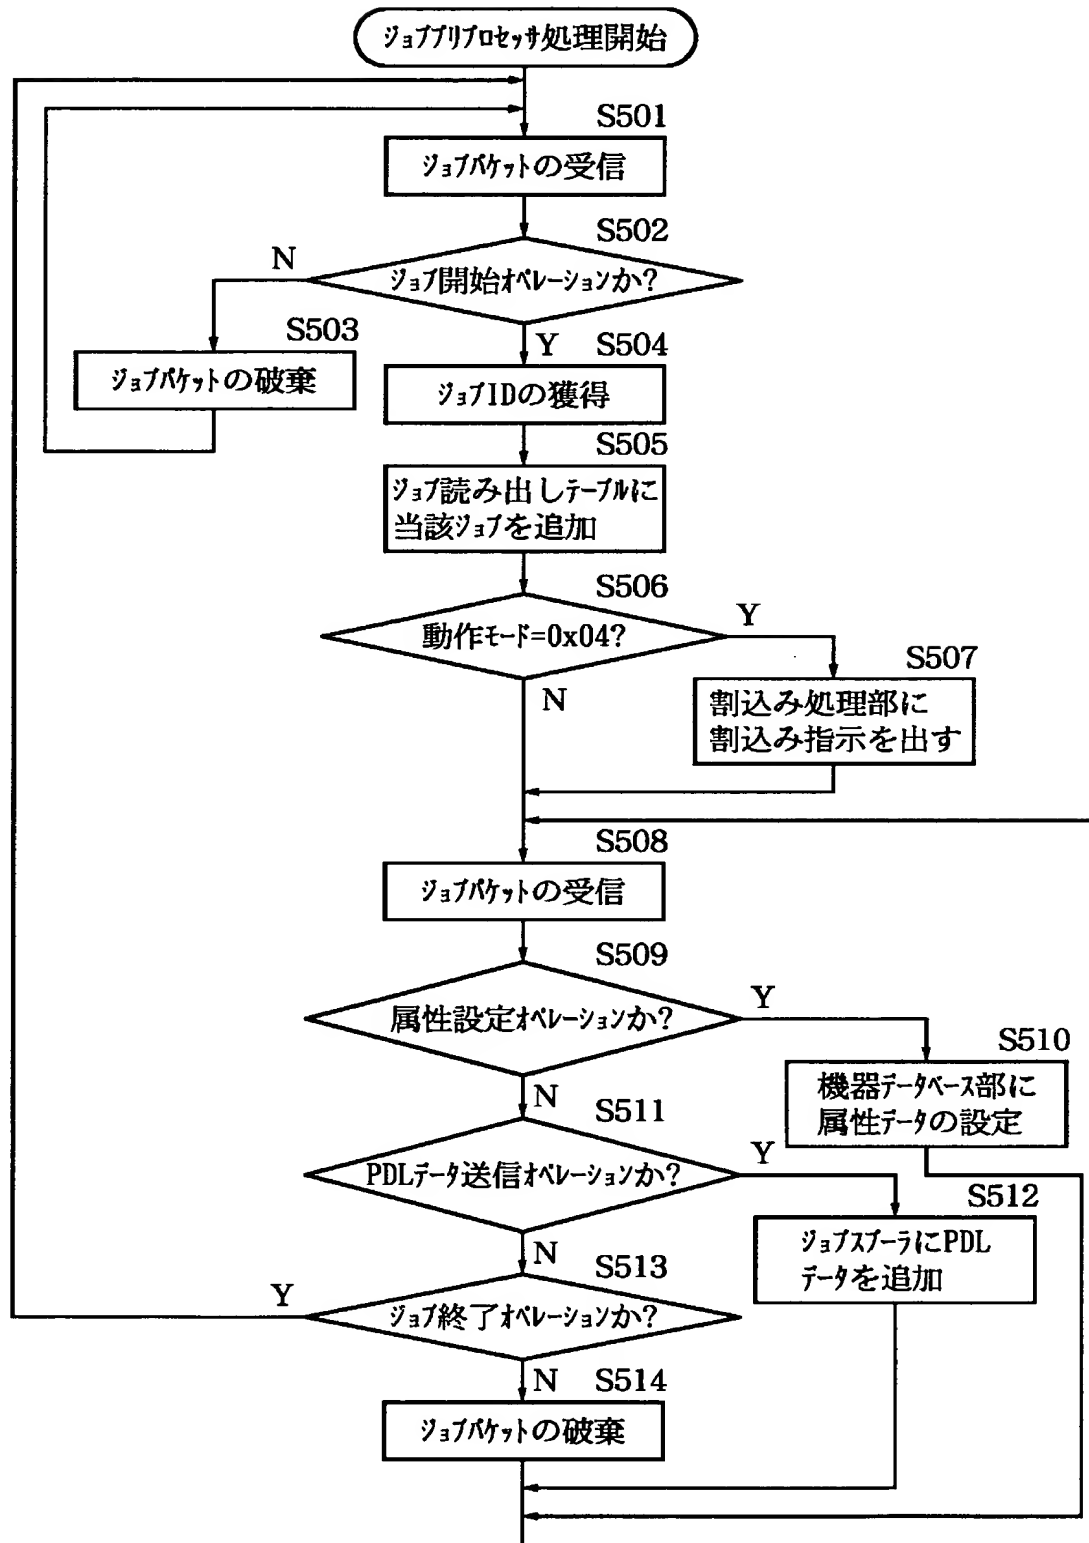 ジョブプリプロセッサ処理開始
S501
ジョブパケットの受信
S502
N
ジョブ開始オペレーションか?
S503
Y
S504
ジョブパケットの破棄
ジョブIDの獲得
S505
ジョブ読み出しテーブルに
当該ジョブを追加
S506
Y
動作モード=0x04?
S507
N
割込み処理部に
割込み指示を出す
S508
ジョブパケットの受信
S509
Y
属性設定オペレーションか?
S510
N
機器データベース部に
属性データの設定
S511
Y
PDLデータ送信オペレーションか?
S512
N
ジョブスプーラにPDL
データを追加
S513
Y
ジョブ終了オペレーションか?
N
S514
ジョブパケットの破棄